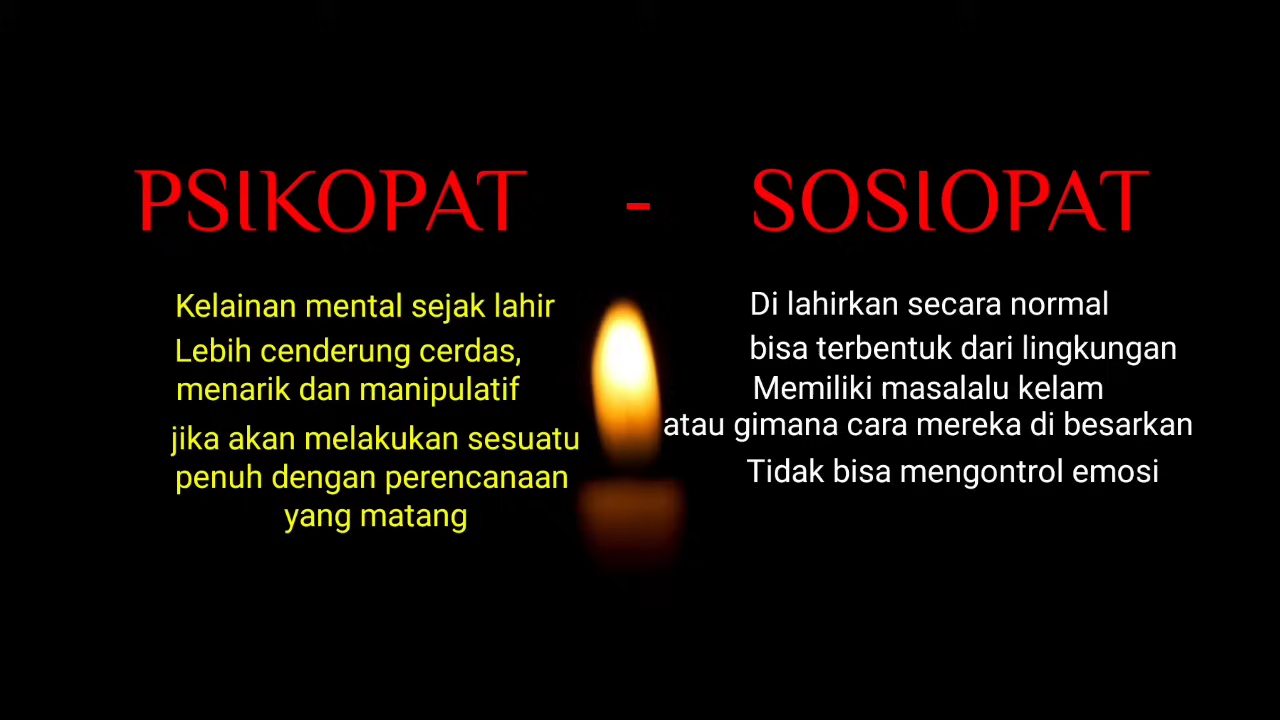 PSIKOPAT - SOSIOPAT
Kelainan mental sejak lahir
Lebih cenderung cerdas,
menarik dan manipulatif
jika akan melakukan sesuatu
penuh dengan perencanaan
yang matang
Di lahirkan secara normal
bisa terbentuk dari lingkungan
Memiliki masalalu kelam
atau gimana cara mereka di besarkan
Tidak bisa mengontrol emosi